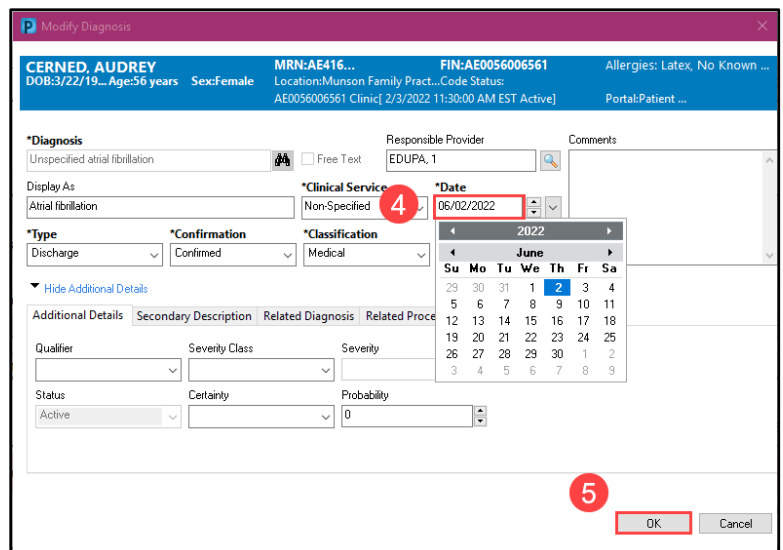 P Modify Diagnosis
CERNED, AUDREY MRN:AE416... FIN:AE0056006561 Allergies: Latex, No Known ...
DOB:3/22/19... Age:56 years Sex:Female Location:Munson Family Pract...Code Status:
AE0056006561 Clinic[ 2/3/2022 11:30:00 AM EST Active] Portal:Patient ...
*Diagnosis Responsible Provider Comments
Unspecified atrial fibrillation Free Text EDUPA, 1
Display As *Clinical Service *Date
Atrial fibrillation Non-Specified 4 06/02/2022
*Type *Confirmation *Classification
Discharge Confirmed Medical
2022
June
Su Mo Tu We Th Fr Sa
29 30 31 1 2 3 4
5 6 7 8 9 10 11
12 13 14 15 16 17 18
19 20 21 22 23 24 25
26 27 28 29 30 1 2
3 4 5 6 7 8 9
Hide Additional Details
Additional Details Secondary Description Related Diagnosis Related Proce
Qualifier Severity Class Severity
Status Certainty Probability
Active 0
5
OK Cancel